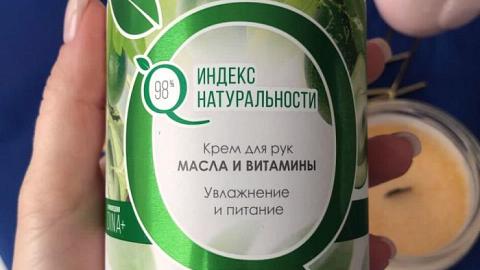 98%
ИНДЕКС
НАТУРАЛЬНОСТИ
Крем для рук
МАСЛА И ВИТАМИНЫ
Увлажнение
и питание